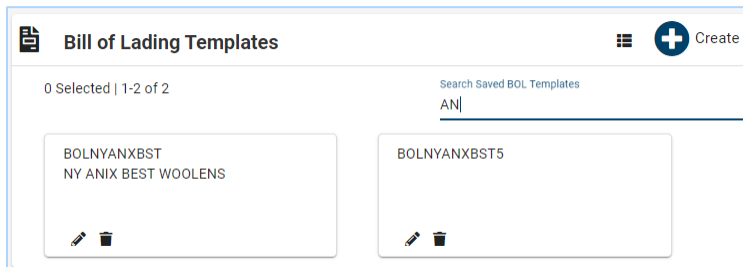 Bill of Lading Templates
Create
0 Selected | 1-2 of 2
Search Saved BOL Templates
AN
BOLNYANXBST
NY ANIX BEST WOOLENS
BOLNYANXBST5